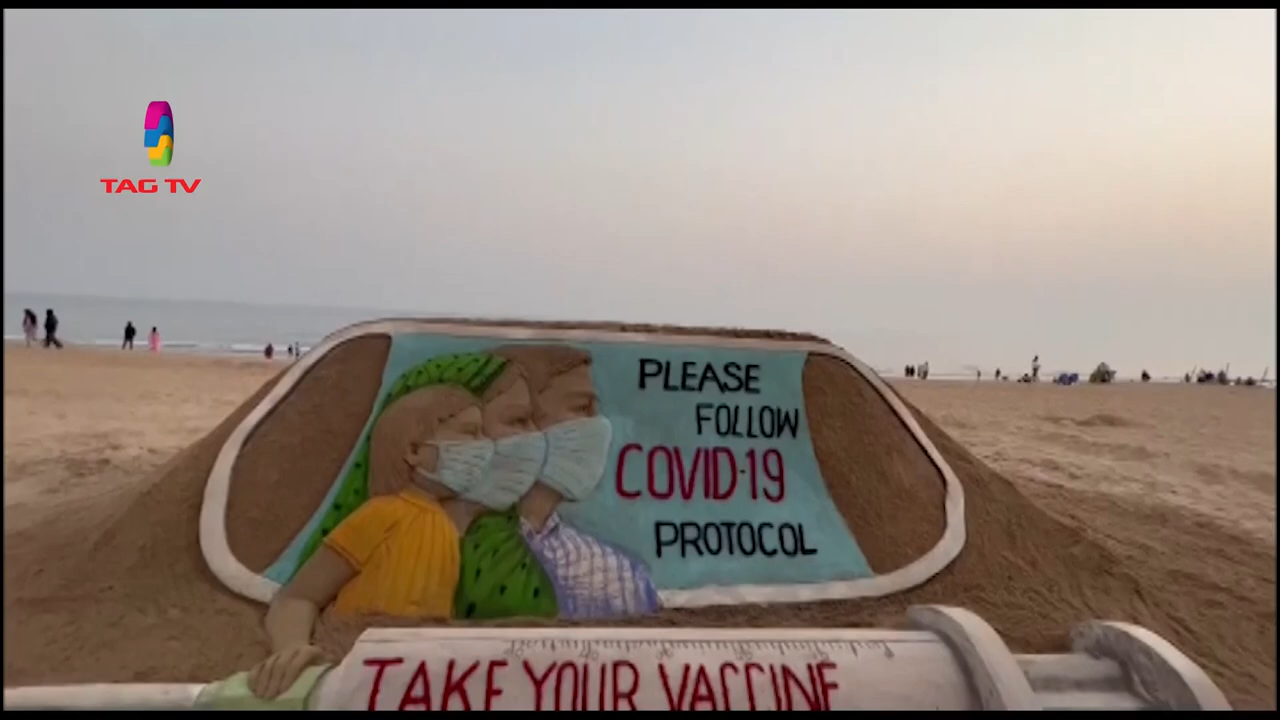 TAG TV
PLEASE
FOLLOW
COVID-19
PROTOCOL
TAKE YOUR VACCINE